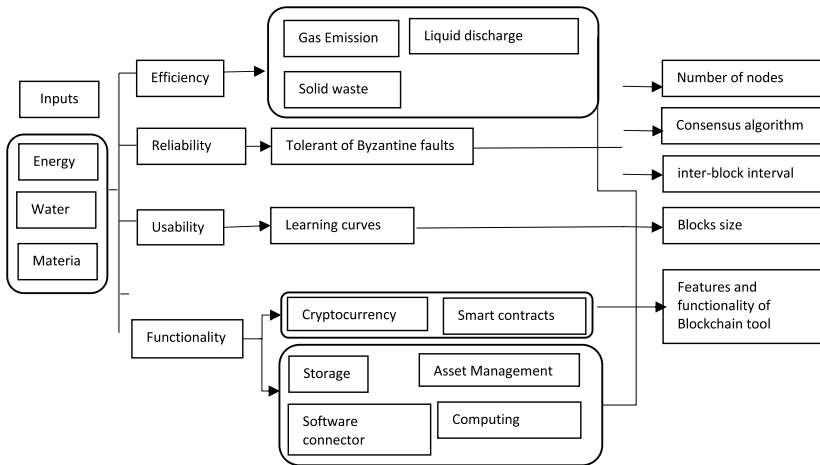 Inputs
Energy
Water
Materia
Efficiency
Reliability
Usability
Functionality
Gas Emission
Liquid discharge
Solid waste
Tolerant of Byzantine faults
Learning curves
Cryptocurrency
Smart contracts
Storage
Asset Management
Software
connector
Computing
Number of nodes
Consensus algorithm
inter-block interval
Blocks size
Features and
functionality of
Blockchain tool